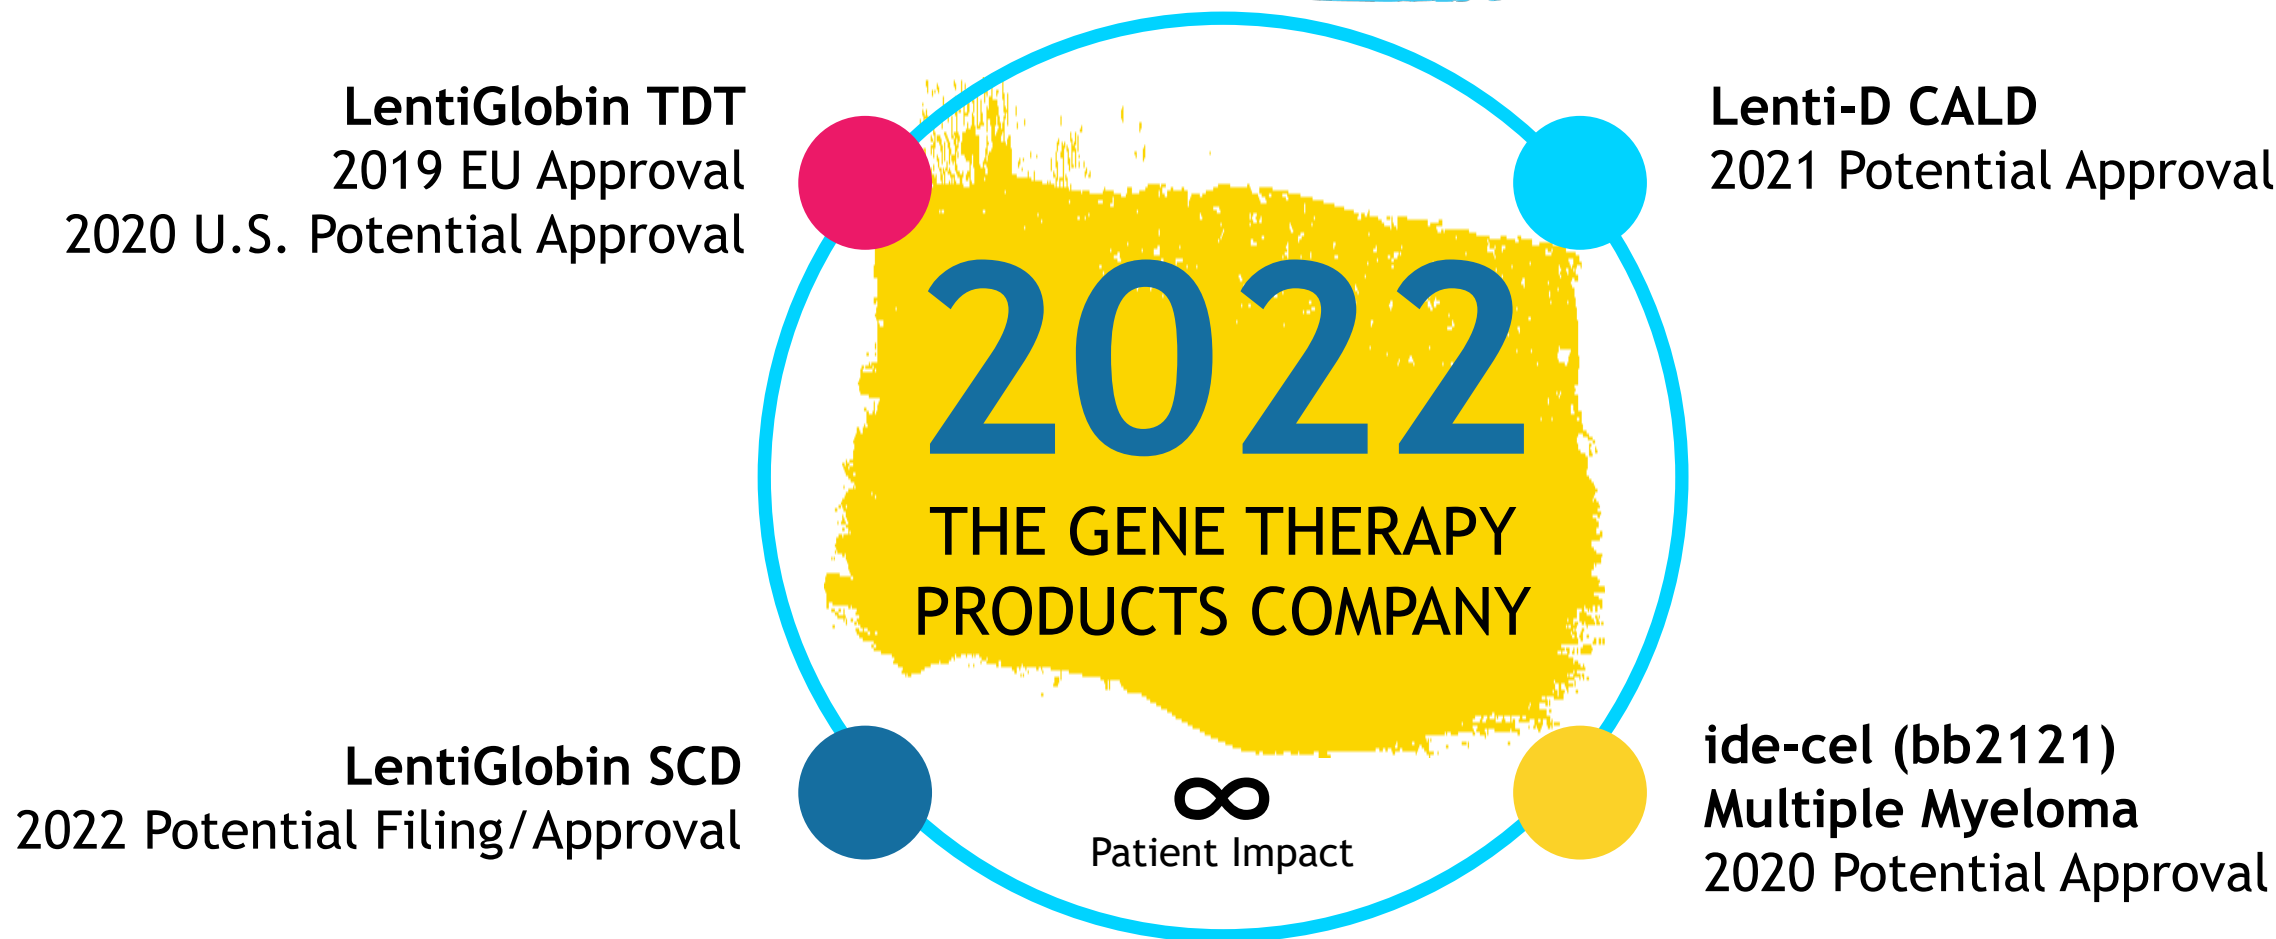 LentiGlobin TDT
2019 EU Approval
2020 U.S. Potential Approval
Lenti-D CALD
2021 Potential Approval
2022
THE GENE THERAPY
PRODUCTS COMPANY
LentiGlobin SCD
2022 Potential Filing/Approval
Patient Impact
ide-cel (bb2121)
Multiple Myeloma
2020 Potential Approval